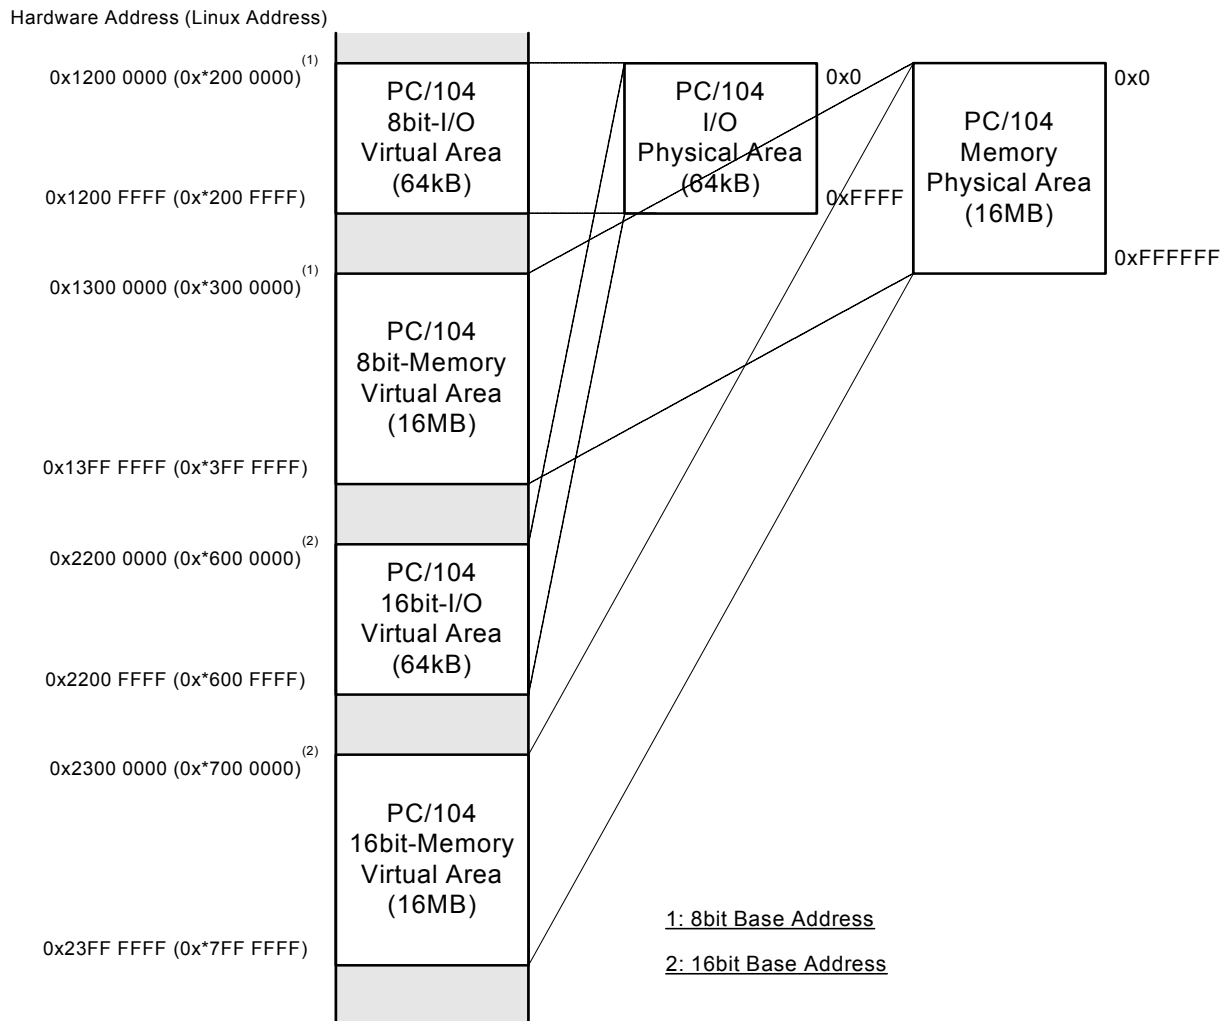 Hardware Address (Linux Address)
0x1200 0000 (0x*200 0000)(1)
PC/104
8bit-I/O
Virtual Area
(64kB)
0x1200 FFFF (0x*200 FFFF)
PC/104
I/O
Physical Area
(64kB)
0x0
0xFFFF
PC/104
Memory
Physical Area
(16MB)
0x0
0xFFFFFF
0x1300 0000 (0x*300 0000)(1)
PC/104
8bit-Memory
Virtual Area
(16MB)
0x13FF FFFF (0x*3FF FFFF)
0x2200 0000 (0x*600 0000)(2)
PC/104
16bit-I/O
Virtual Area
(64kB)
0x2200 FFFF (0x*600 FFFF)
0x2300 0000 (0x*700 0000)(2)
PC/104
16bit-Memory
Virtual Area
(16MB)
0x23FF FFFF (0x*7FF FFFF)
1: 8bit Base Address
2: 16bit Base Address